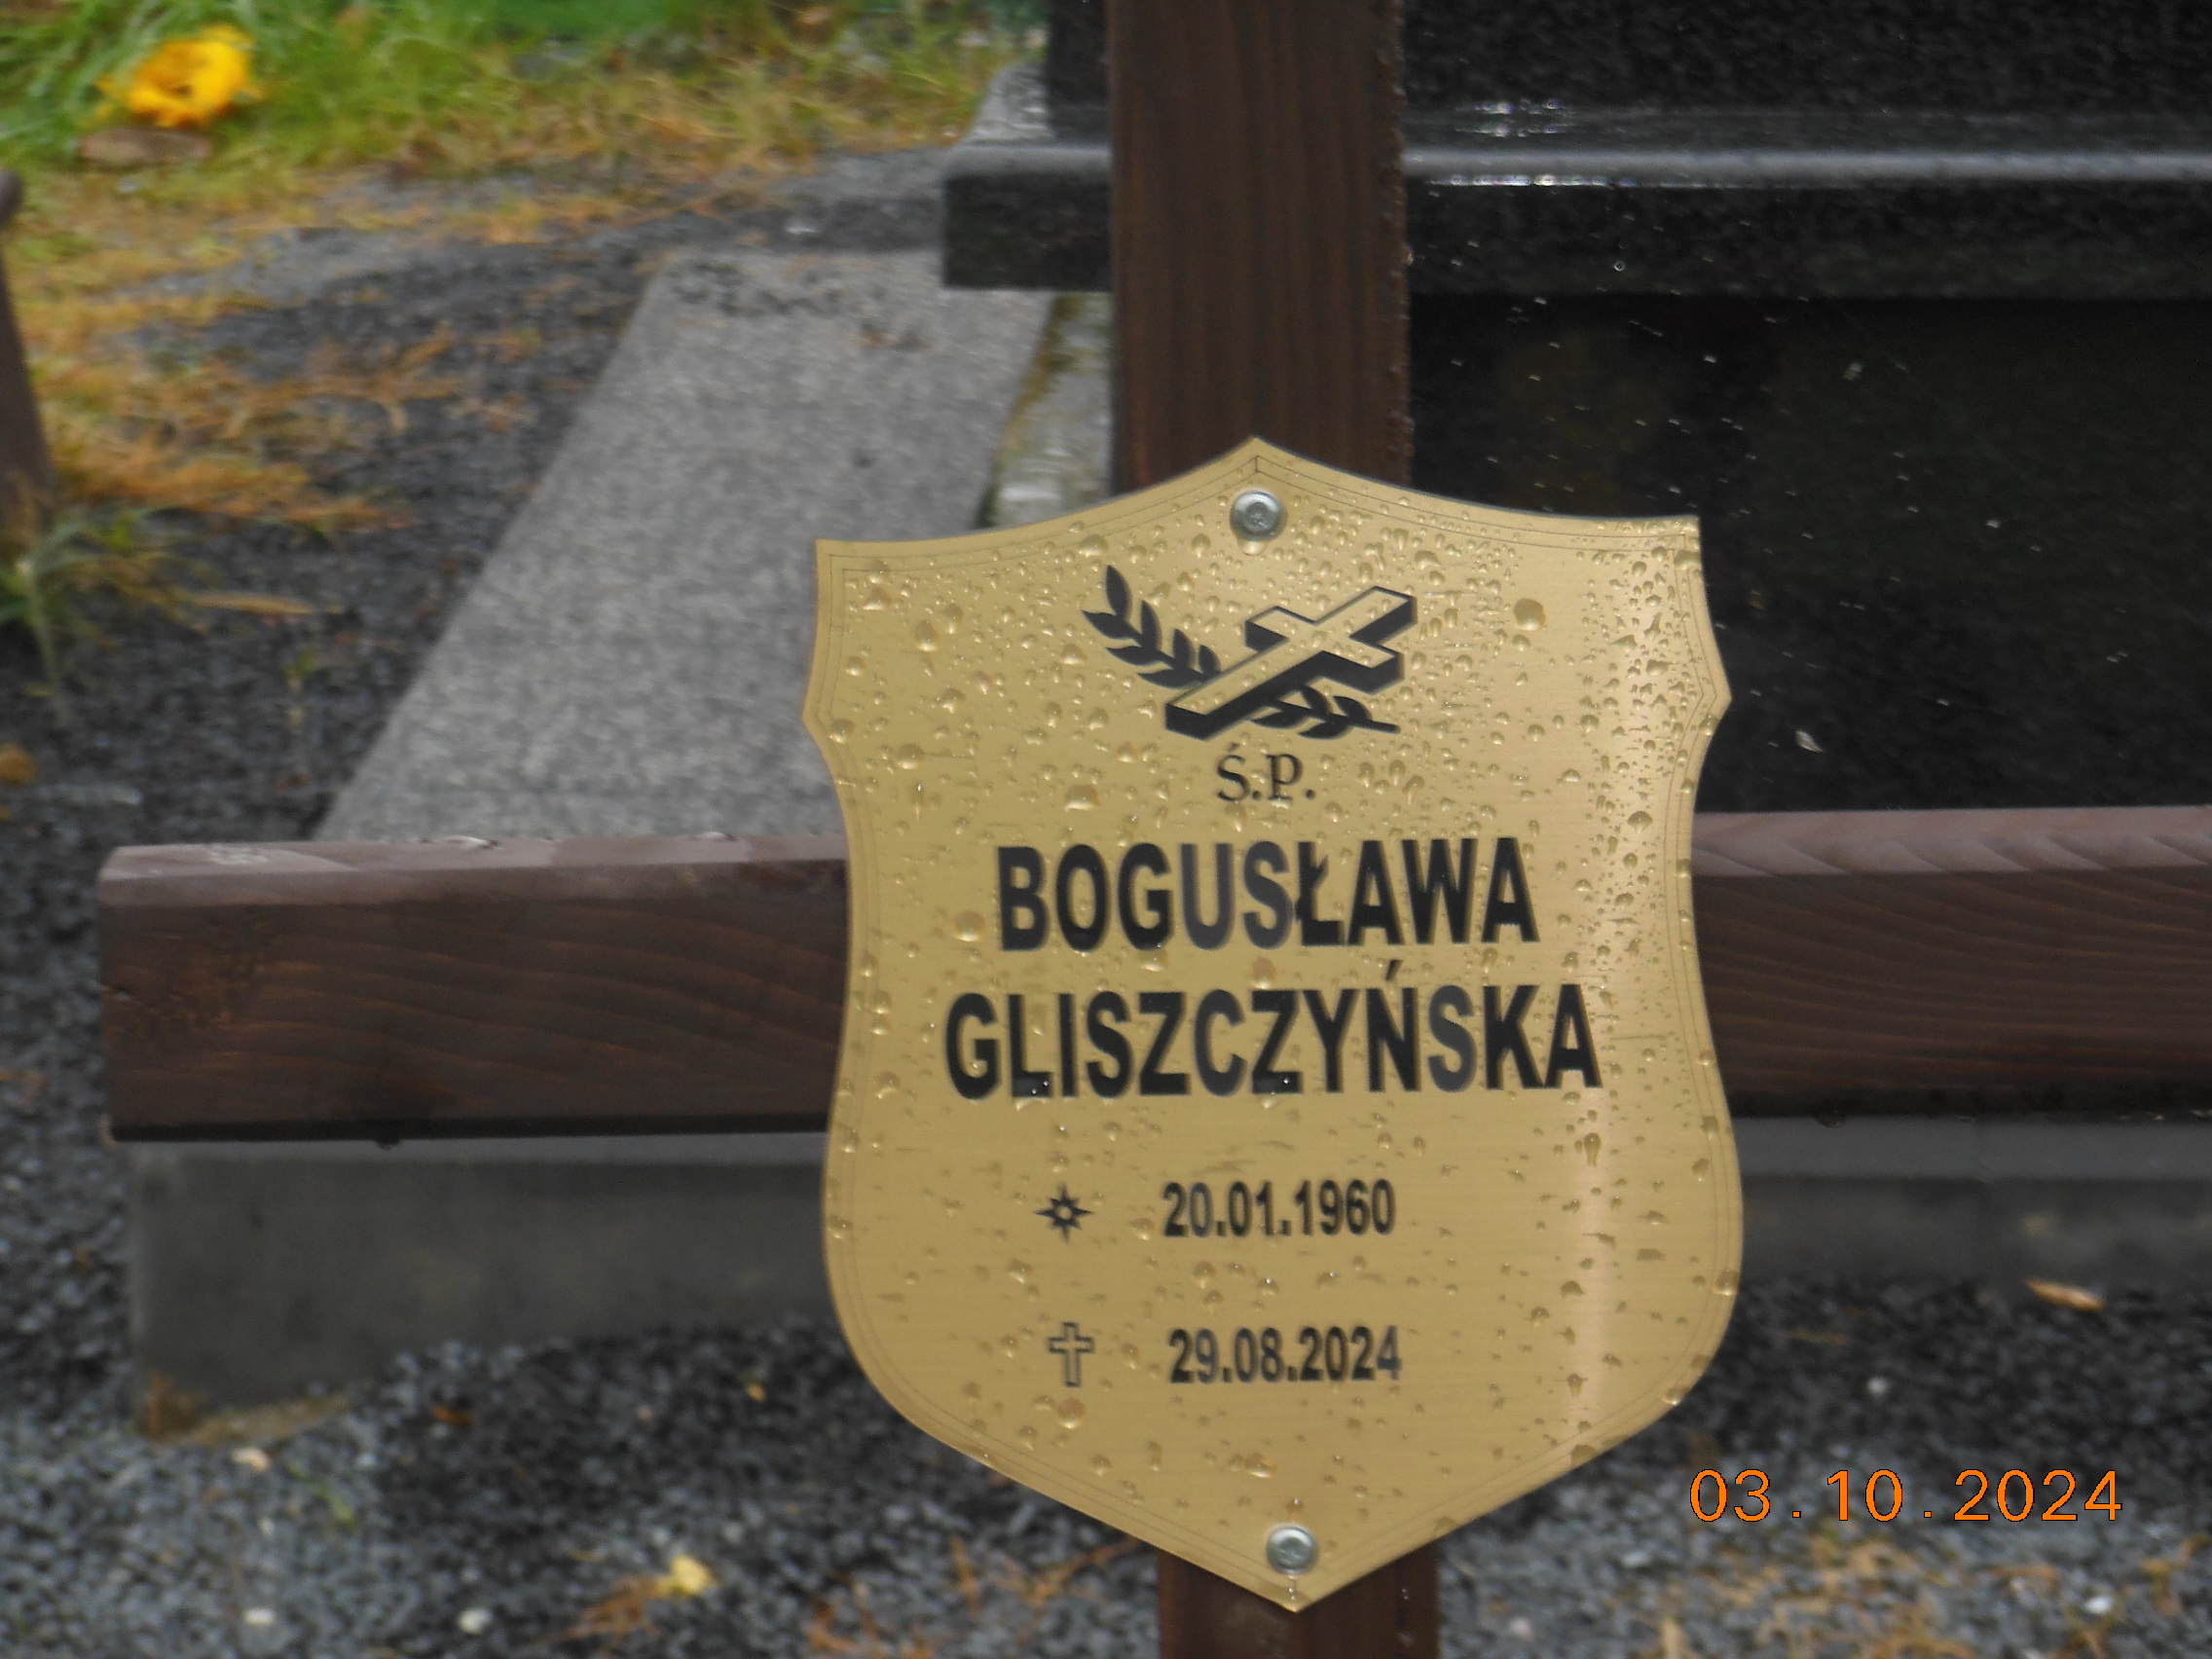 Ś.P.
BOGUSŁAWA
GLISZCZYŃSKA
20.01.1960
29.08.2024
03.10.2024